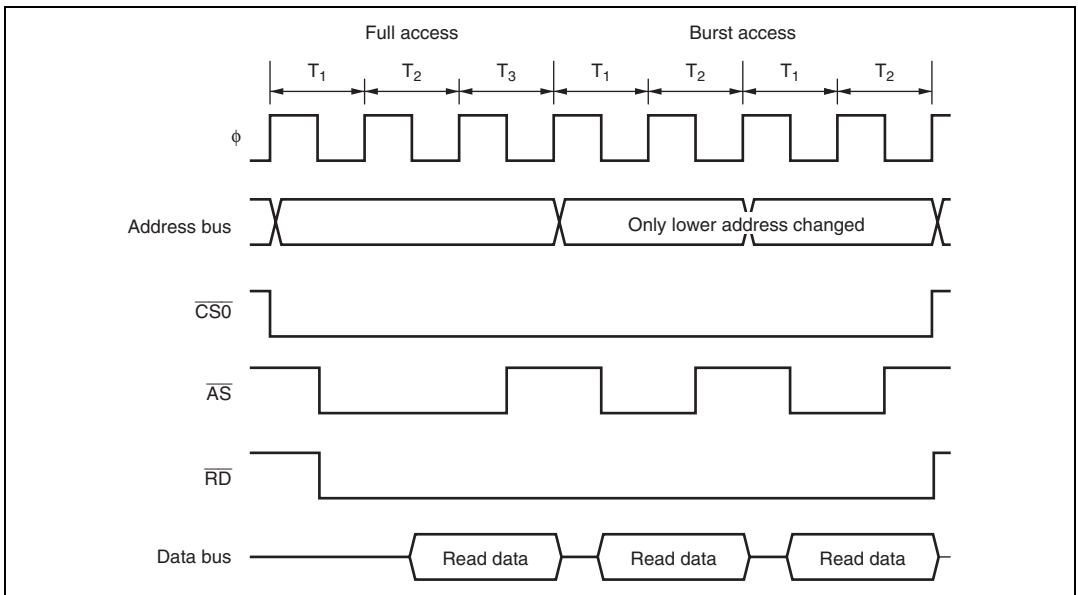 Full access Burst access
T1 T2 T3 T1 T2 T1 T2
ϕ
Address bus Only lower address changed
CS0
AS
RD
Data bus Read data Read data Read data